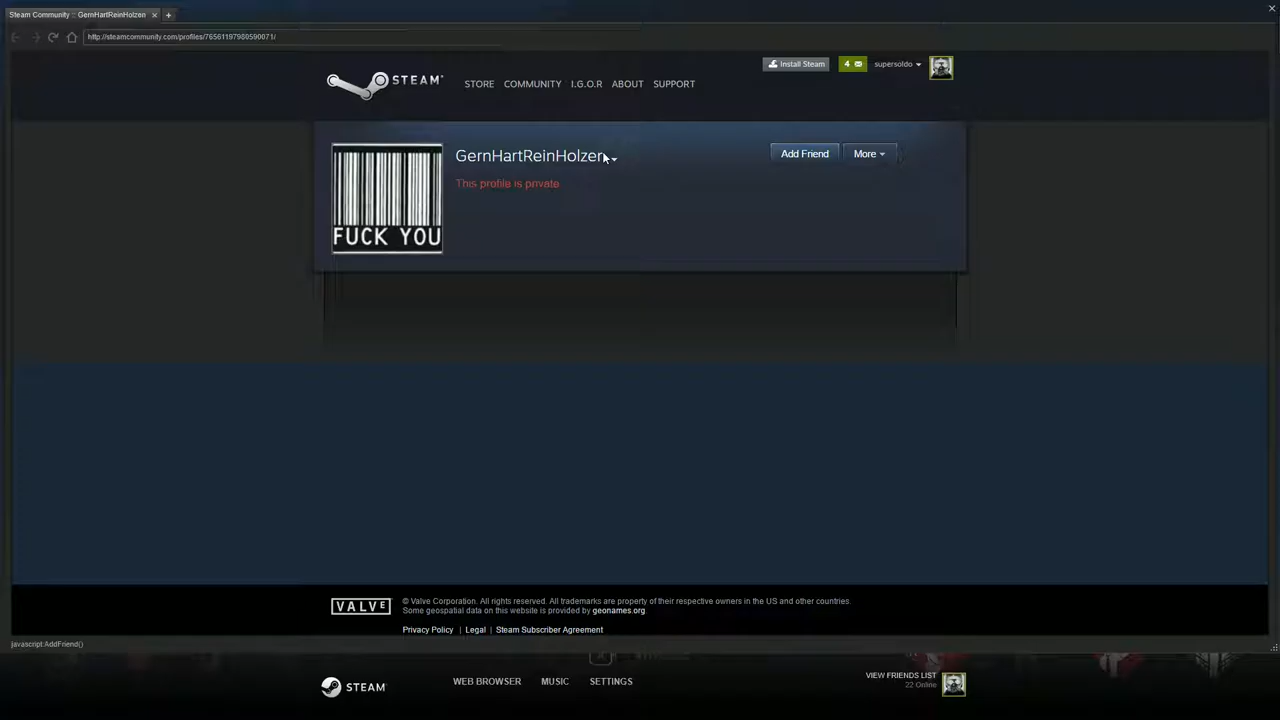 Steam Community :: GernHartReinHolzen × +
http://steamcommunity.com/profiles/76561197980590071/
STEAM®
STORE COMMUNITY I.G.O.R ABOUT SUPPORT
Install Steam 4 supersoldo
GernHartReinHolzen
This profile is private
Add Friend More
FUCK YOU
VALVE
© Valve Corporation. All rights reserved. All trademarks are property of their respective owners in the US and other countries.
Some geospatial data on this website is provided by geonames.org.
Privacy Policy | Legal | Steam Subscriber Agreement
javascript:AddFriend()
STEAM
WEB BROWSER MUSIC SETTINGS
VIEW FRIENDS LIST
22 Online